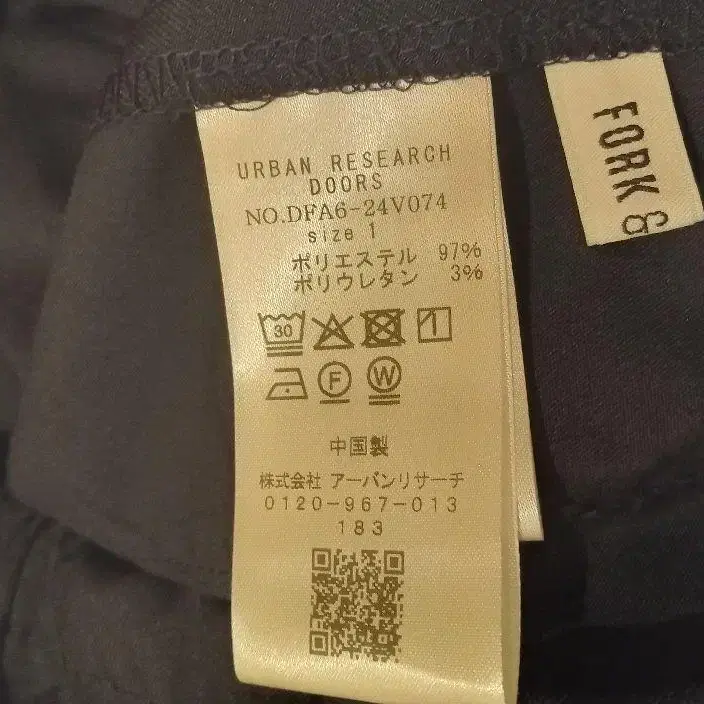 URBAN RESEARCH
DOORS
NO.DFA6-24V074
size 1
ポリエステル 97%
ポリウレタン 3%
30
F W
中国製
株式会社 アーバンリサーチ
0120-967-013
183
FORK &